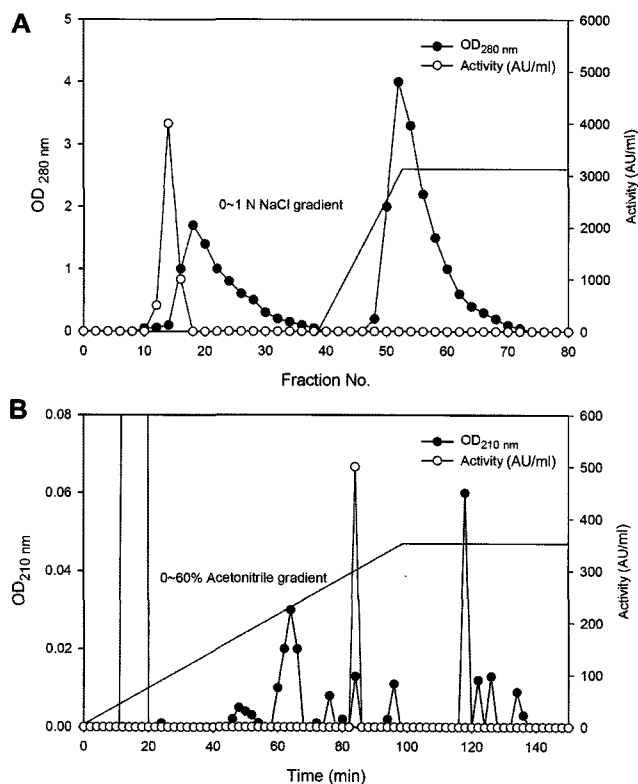 A
OD280 nm
Activity (AU/ml)
5
4
3
2
1
0
OD 280 nm
0~1 N NaCl gradient
6000
5000
4000
3000
2000
1000
0
Activity (AU/ml)
0 10 20 30 40 50 60 70 80
Fraction No.
B
OD210 nm
Activity (AU/ml)
0.08
0.06
0.04
0.02
0.00
OD210 nm
0~60% Acetonitrile gradient
600
500
400
300
200
100
0
Activity (AU/ml)
0 20 40 60 80 100 120 140
Time (min)